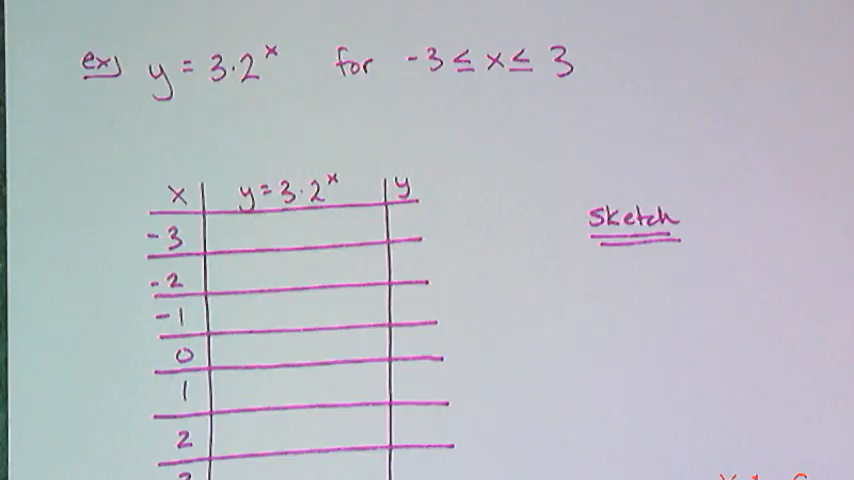 ex) y = 3·2^x for -3 ≤ x ≤ 3
x y = 3·2^x y
Sketch
-3
-2
-1
0
1
2